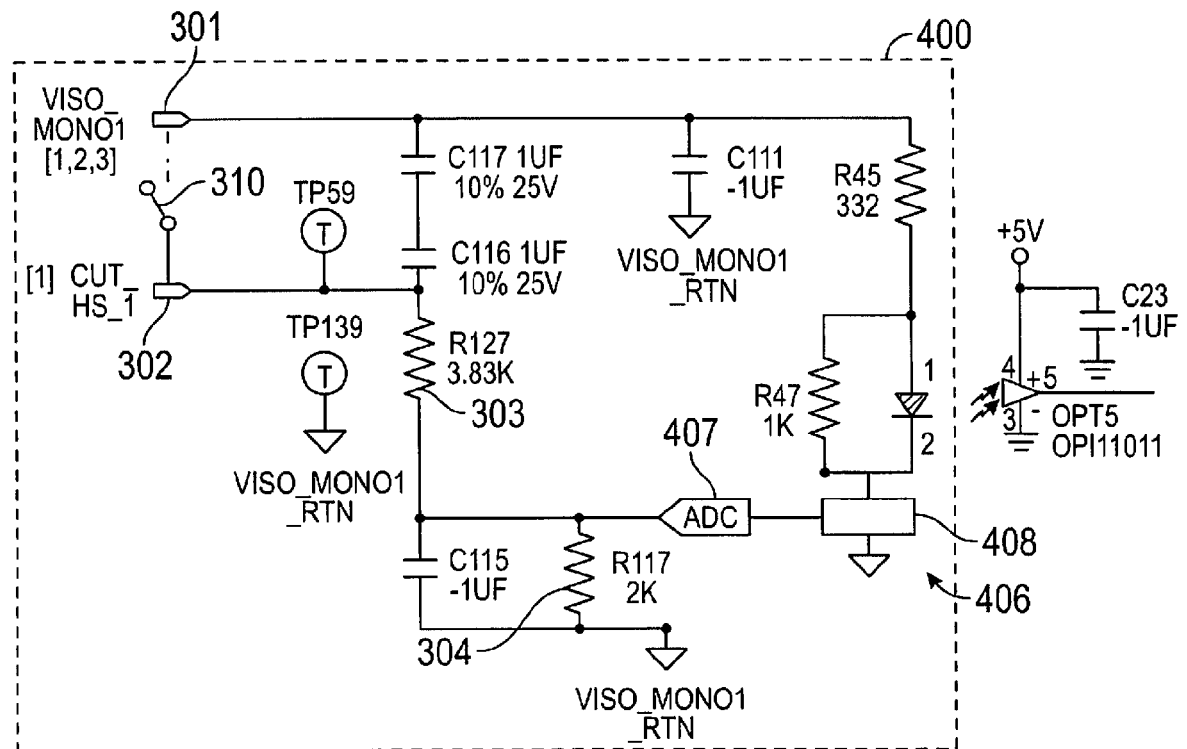 301
400
VISO_
MONO1
[1,2,3]
310
TP59
T
C117 1UF
10% 25V
C116 1UF
10% 25V
C111
-1UF
VISO_MONO1
_RTN
R45
332
+5V
C23
-1UF
[1] CUT_
HS_1
302
TP139
T
VISO_MONO1
_RTN
R127
3.83K
303
R47
1K
1
2
4
+5
3
-
OPT5
OPI11011
407
ADC
408
406
C115
-1UF
R117
2K
304
VISO_MONO1
_RTN